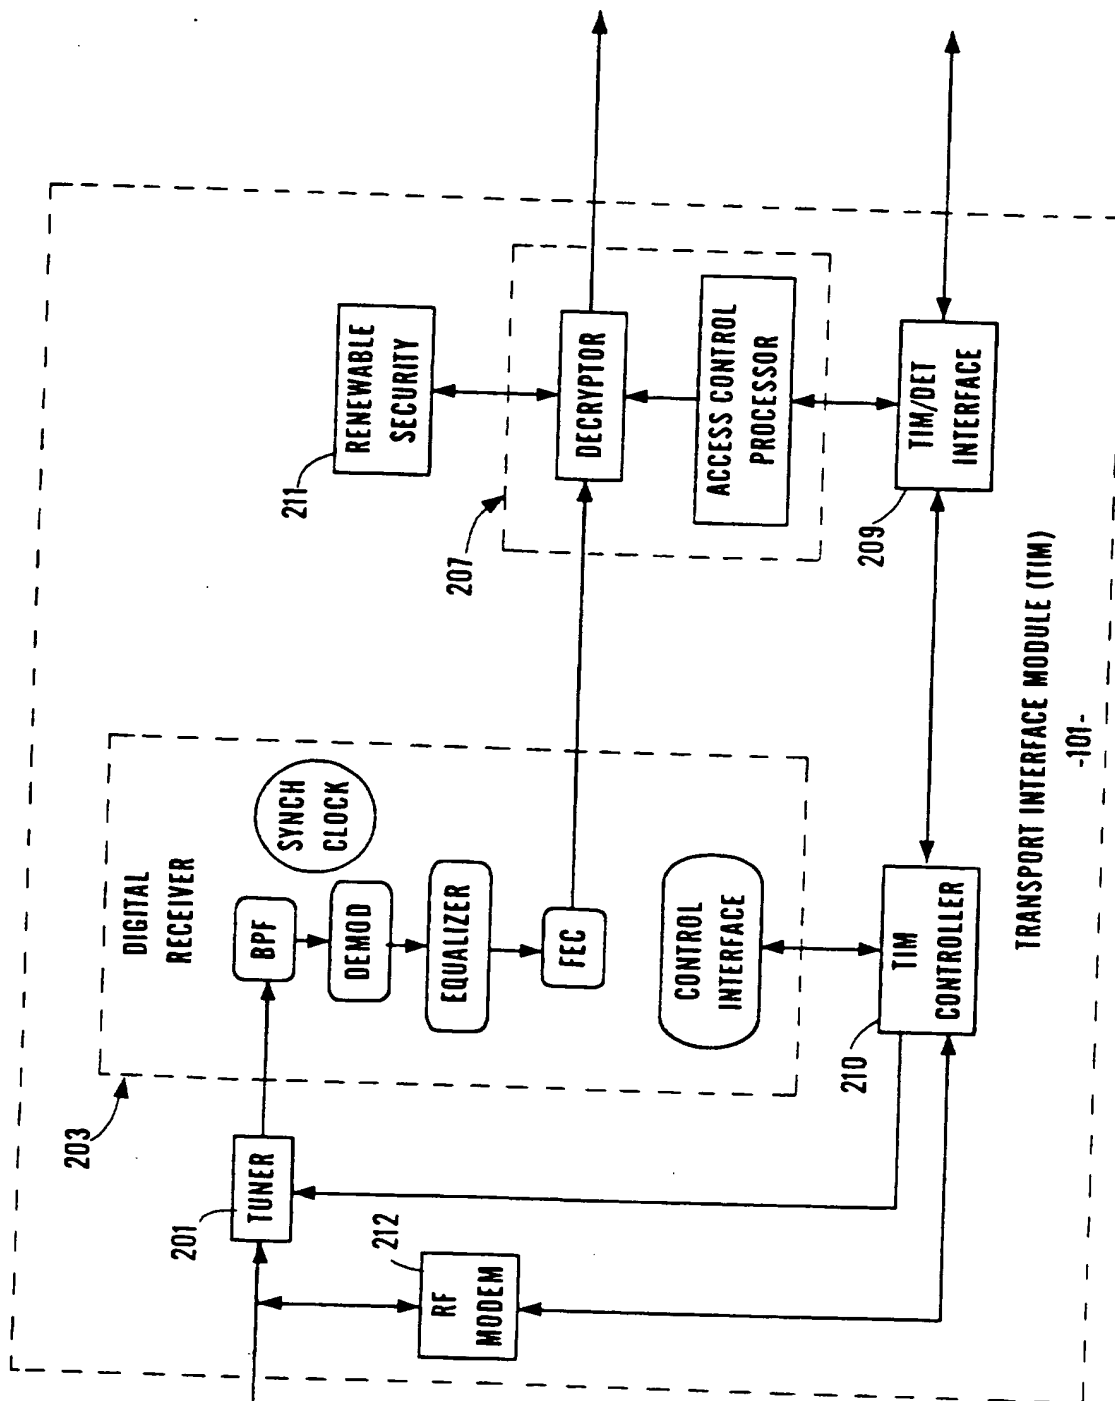 203
DIGITAL
RECEIVER
201
TUNER
BPF
SYNCH
CLOCK
DEMOD
EQUALIZER
FEC
CONTROL
INTERFACE
212
RF
MODEM
210
TIM
CONTROLLER
211
RENEWABLE
SECURITY
207
DECRYPTOR
ACCESS CONTROL
PROCESSOR
209
TIM/DET
INTERFACE
TRANSPORT INTERFACE MODULE (TIM)
-101-